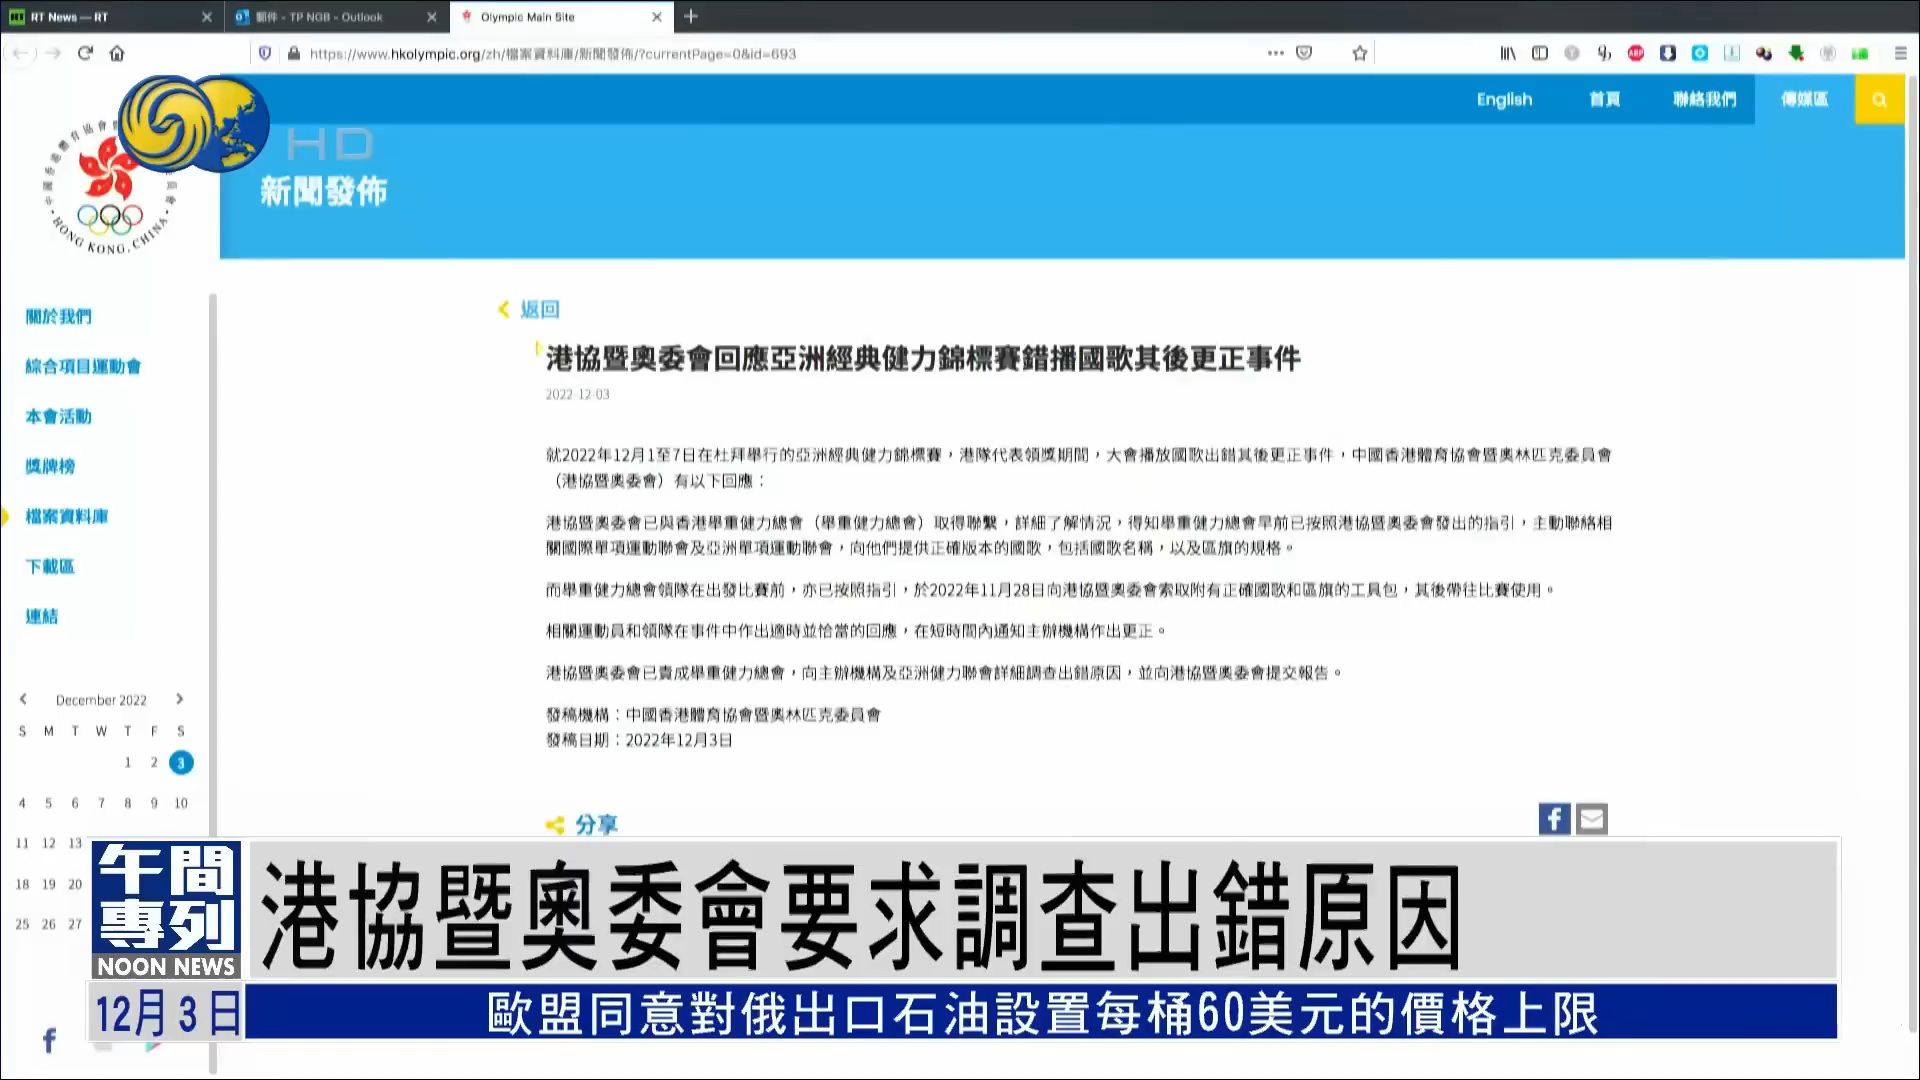 RT News — RT
郵件 - TP NGB - Outlook
Olympic Main Site
https://www.hkolympic.org/zh/檔案資料庫/新聞發佈/?currentPage=0&id=693
English 首頁 聯絡我們 傳媒區
HD
HONG KONG, CHINA
新聞發佈
關於我們
綜合項目運動會
本會活動
獎牌榜
檔案資料庫
下載區
連結
December 2022
S M T W T F S
1 2 3
4 5 6 7 8 9 10
11 12 13
18 19 20
25 26 27
返回
港協暨奧委會回應亞洲經典健力錦標賽錯播國歌其後更正事件
2022-12-03
就2022年12月1至7日在杜拜舉行的亞洲經典健力錦標賽，港隊代表領獎期間，大會播放國歌出錯其後更正事件，中國香港體育協會暨奧林匹克委員會
（港協暨奧委會）有以下回應：
港協暨奧委會已與香港舉重健力總會（舉重健力總會）取得聯繫，詳細了解情況，得知舉重健力總會早前已按照港協暨奧委會發出的指引，主動聯絡相
關國際單項運動聯會及亞洲單項運動聯會，向他們提供正確版本的國歌，包括國歌名稱，以及區旗的規格。
而舉重健力總會領隊在出發比賽前，亦已按照指引，於2022年11月28日向港協暨奧委會索取附有正確國歌和區旗的工具包，其後帶往比賽使用。
相關運動員和領隊在事件中作出適時並恰當的回應，在短時間內通知主辦機構作出更正。
港協暨奧委會已責成舉重健力總會，向主辦機構及亞洲健力聯會詳細調查出錯原因，並向港協暨奧委會提交報告。
發稿機構：中國香港體育協會暨奧林匹克委員會
發稿日期：2022年12月3日
分享
午間
專列
NOON NEWS
港協暨奧委會要求調查出錯原因
12月3日
歐盟同意對俄出口石油設置每桶60美元的價格上限